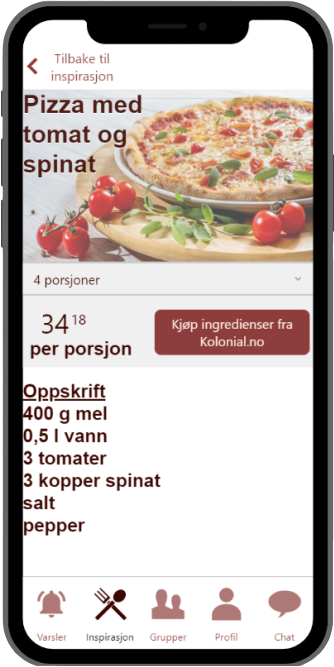 Tilbake til
inspirasjon
Pizza med
tomat og
spinat
4 porsjoner
34 18
per porsjon
Kjøp ingredienser fra
Kolonial.no
Oppskrift
400 g mel
0,5 l vann
3 tomater
3 kopper spinat
salt
pepper
Varsler Inspirasjon Grupper Profil Chat